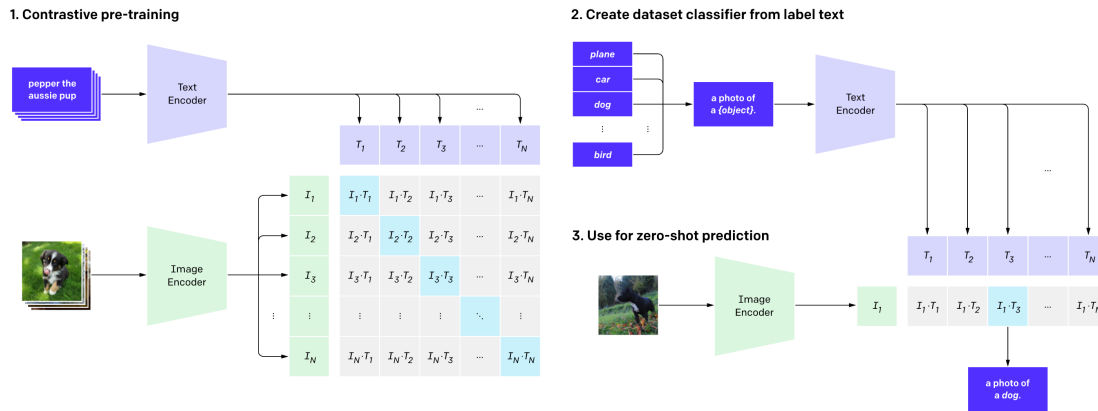 1. Contrastive pre-training
pepper the
aussie pup
Text
Encoder
...
T1 T2 T3 ... TN
I1 I1·T1 I1·T2 I1·T3 ... I1·TN
I2 I2·T1 I2·T2 I2·T3 ... I2·TN
Image
Encoder
I3 I3·T1 I3·T2 I3·T3 ... I3·TN
⋮ ⋮ ⋮ ⋮ ⋮ ⋱ ⋮
IN IN·T1 IN·T2 IN·T3 ... IN·TN
2. Create dataset classifier from label text
plane
car
dog
⋮ ⋮
bird
a photo of
a {object}.
Text
Encoder
...
3. Use for zero-shot prediction
T1 T2 T3 ... TN
Image
Encoder
I1 I1·T1 I1·T2 I1·T3 ... I1·TN
a photo of
a dog.